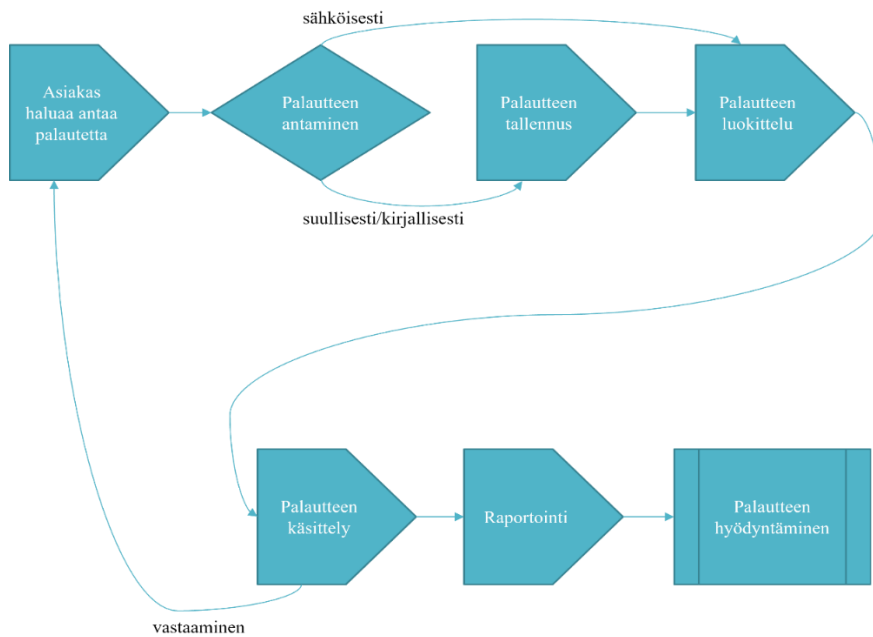 sähköisesti
Asiakas
haluaa antaa
palautetta
Palautteen
antaminen
Palautteen
tallennus
Palautteen
luokittelu
suullisesti/kirjallisesti
Palautteen
käsittely
Raportointi
Palautteen
hyödyntäminen
vastaaminen